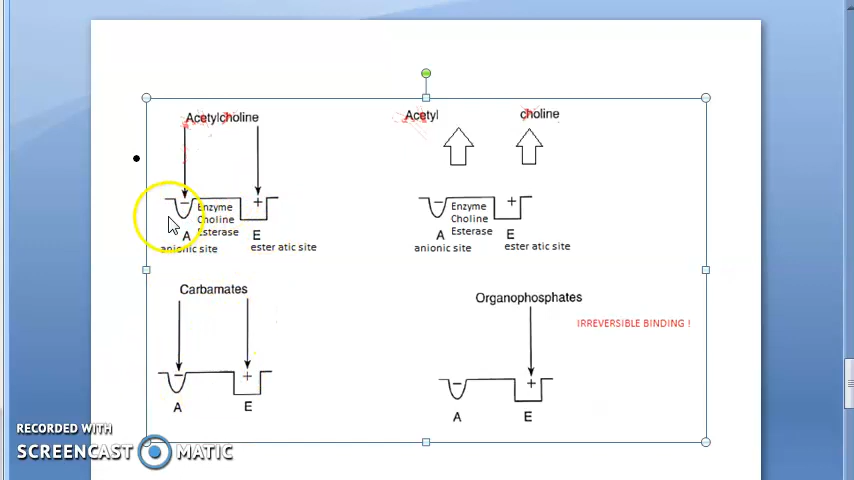 Acetylcholine
Acetyl
choline
−
+
Enzyme
Choline
Esterase
A
E
anionic site
ester atic site
−
+
Enzyme
Choline
Esterase
A
E
anionic site
ester atic site
Carbamates
−
+
A
E
Organophosphates
IRREVERSIBLE BINDING !
−
+
A
E
RECORDED WITH
SCREENCAST MATIC